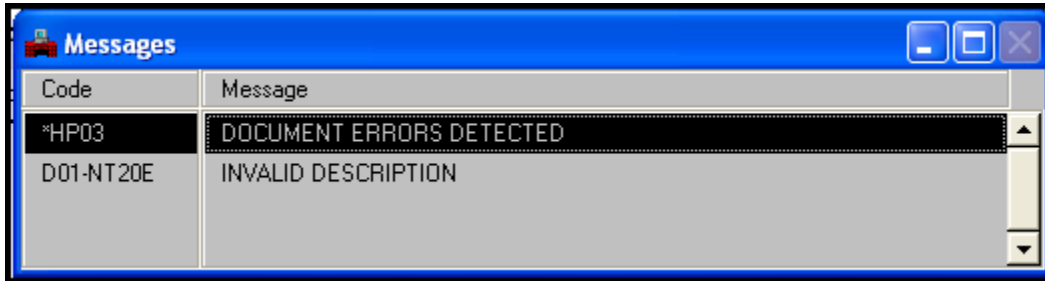 Messages
Code Message
*HP03 DOCUMENT ERRORS DETECTED
D01-NT20E INVALID DESCRIPTION